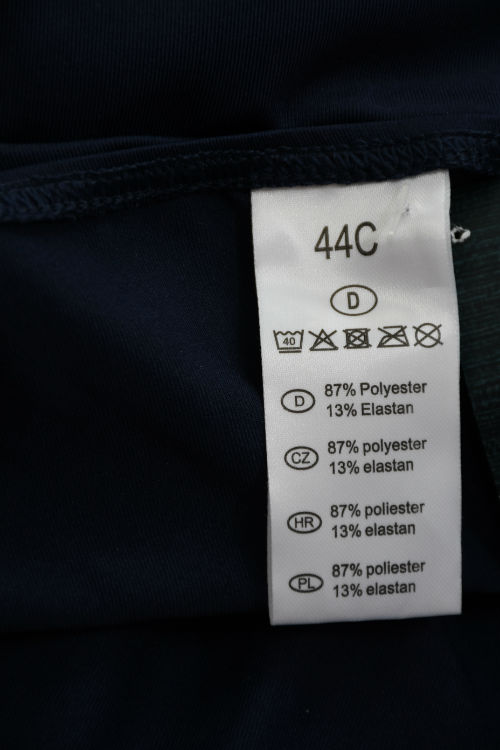 44C
D
40
D 87% Polyester
13% Elastan
CZ 87% polyester
13% elastan
HR 87% poliester
13% elastan
PL 87% poliester
13% elastan